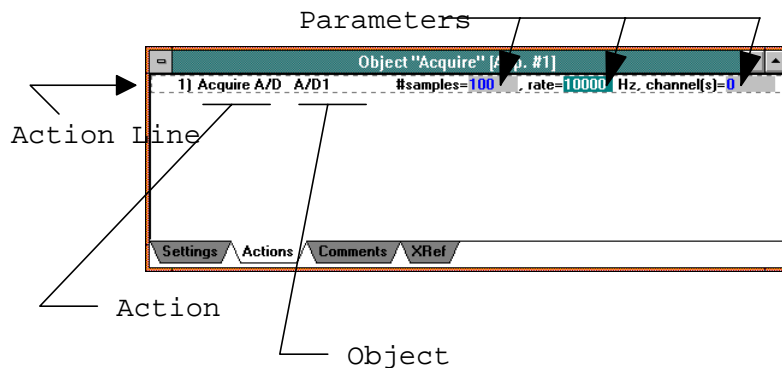 Parameters
Object "Acquire" [ p. #1]
1) Acquire A/D A/D1 #samples=100 , rate=10000 Hz, channel(s)=0
Action Line
Settings Actions Comments XRef
Action
Object